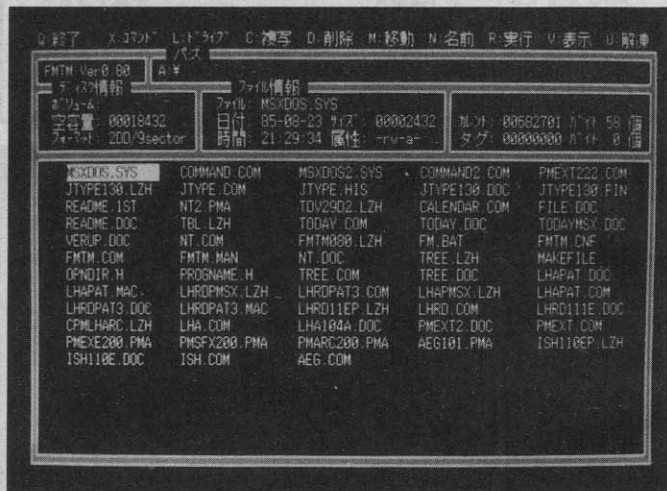 Q:終了 X:ｺﾏﾝﾄﾞ L:ﾄﾞﾗｲﾌﾞ C:複写 D:削除 M:移動 N:名前 R:実行 V:表示 U:解凍
パス
FMTM Ver0.80 A:¥
ﾃﾞｨｽｸ情報 ファイル情報
ﾎﾞﾘｭｰﾑ: ファイル: MSXDOS.SYS
空容量: 00018432 日付: 85-08-23 ｻｲｽﾞ: 00002432 ｶﾚﾝﾄ: 00682701 ﾊﾞｲﾄ 58 個
ﾌｫｰﾏｯﾄ: 2DD/9sector 時間: 21:29:34 属性: -rw-a- タグ: 00000000 ﾊﾞｲﾄ 0 個
MSXDOS.SYS COMMAND.COM MSXDOS2.SYS COMMAND2.COM PMEXT222.COM
JTYPE130.LZH JTYPE.COM JTYPE.HIS JTYPE130.DOC JTYPE130.FIN
README.1ST NT2.PMA TDV29D2.LZH CALENDAR.COM FILE.DOC
README.DOC TBL.LZH TODAY.COM TODAY.DOC TODAYMSX.DOC
VERUP.DOC NT.COM FMTM080.LZH FM.BAT FMTM.CNF
FMTM.COM FMTM.MAN NT.DOC TREE.LZH MAKEFILE
OPNDIR.H PROGNAME.H TREE.COM TREE.DOC LHAPAT.DOC
LHAPAT.MAC LHRDPMSX.LZH LHRDPAT3.COM LHAPMSX.LZH LHAPAT.COM
LHRDPAT3.DOC LHRDPAT3.MAC LHRD11EP.LZH LHRD.COM LHRD111E.DOC
CPMLHARC.LZH LHA.COM LHA104A.DOC PMEXT2.DOC PMEXT.COM
PMEXE200.PMA PMSFX200.PMA PMARC200.PMA AEG101.PMA ISH110EP.LZH
ISH110E.DOC ISH.COM AEG.COM